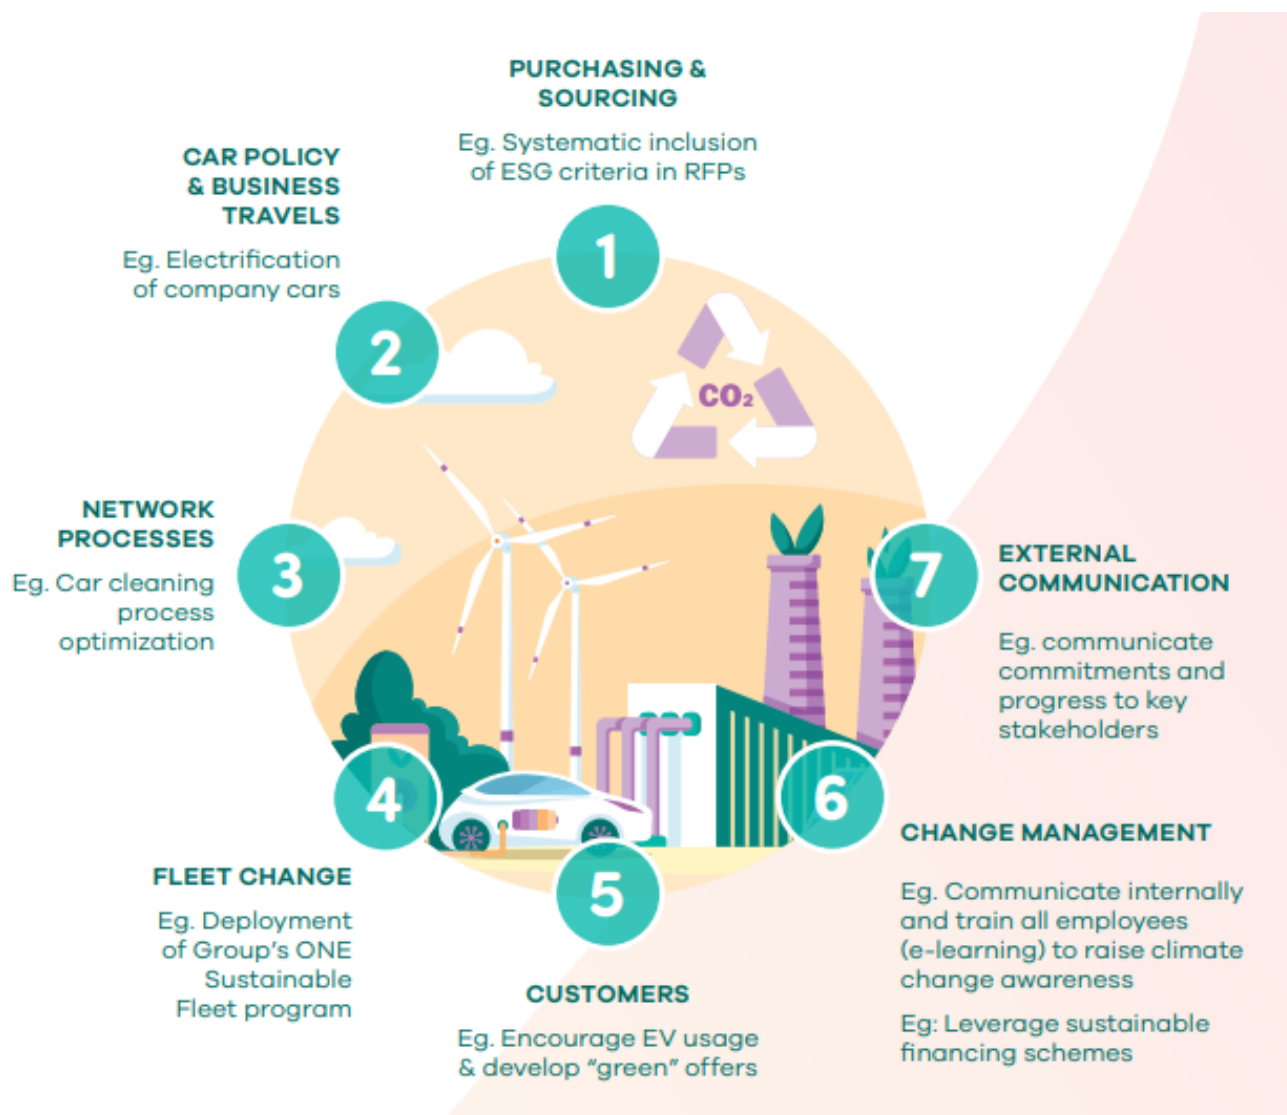 PURCHASING &
SOURCING
Eg. Systematic inclusion
of ESG criteria in RFPs
1
CAR POLICY
& BUSINESS
TRAVELS
Eg. Electrification
of company cars
2
CO₂
NETWORK
PROCESSES
Eg. Car cleaning
process
optimization
3
4
FLEET CHANGE
Eg. Deployment
of Group's ONE
Sustainable
Fleet program
5
CUSTOMERS
Eg. Encourage EV usage
& develop "green" offers
6
CHANGE MANAGEMENT
Eg. Communicate internally
and train all employees
(e-learning) to raise climate
change awareness
Eg: Leverage sustainable
financing schemes
7
EXTERNAL
COMMUNICATION
Eg. communicate
commitments and
progress to key
stakeholders